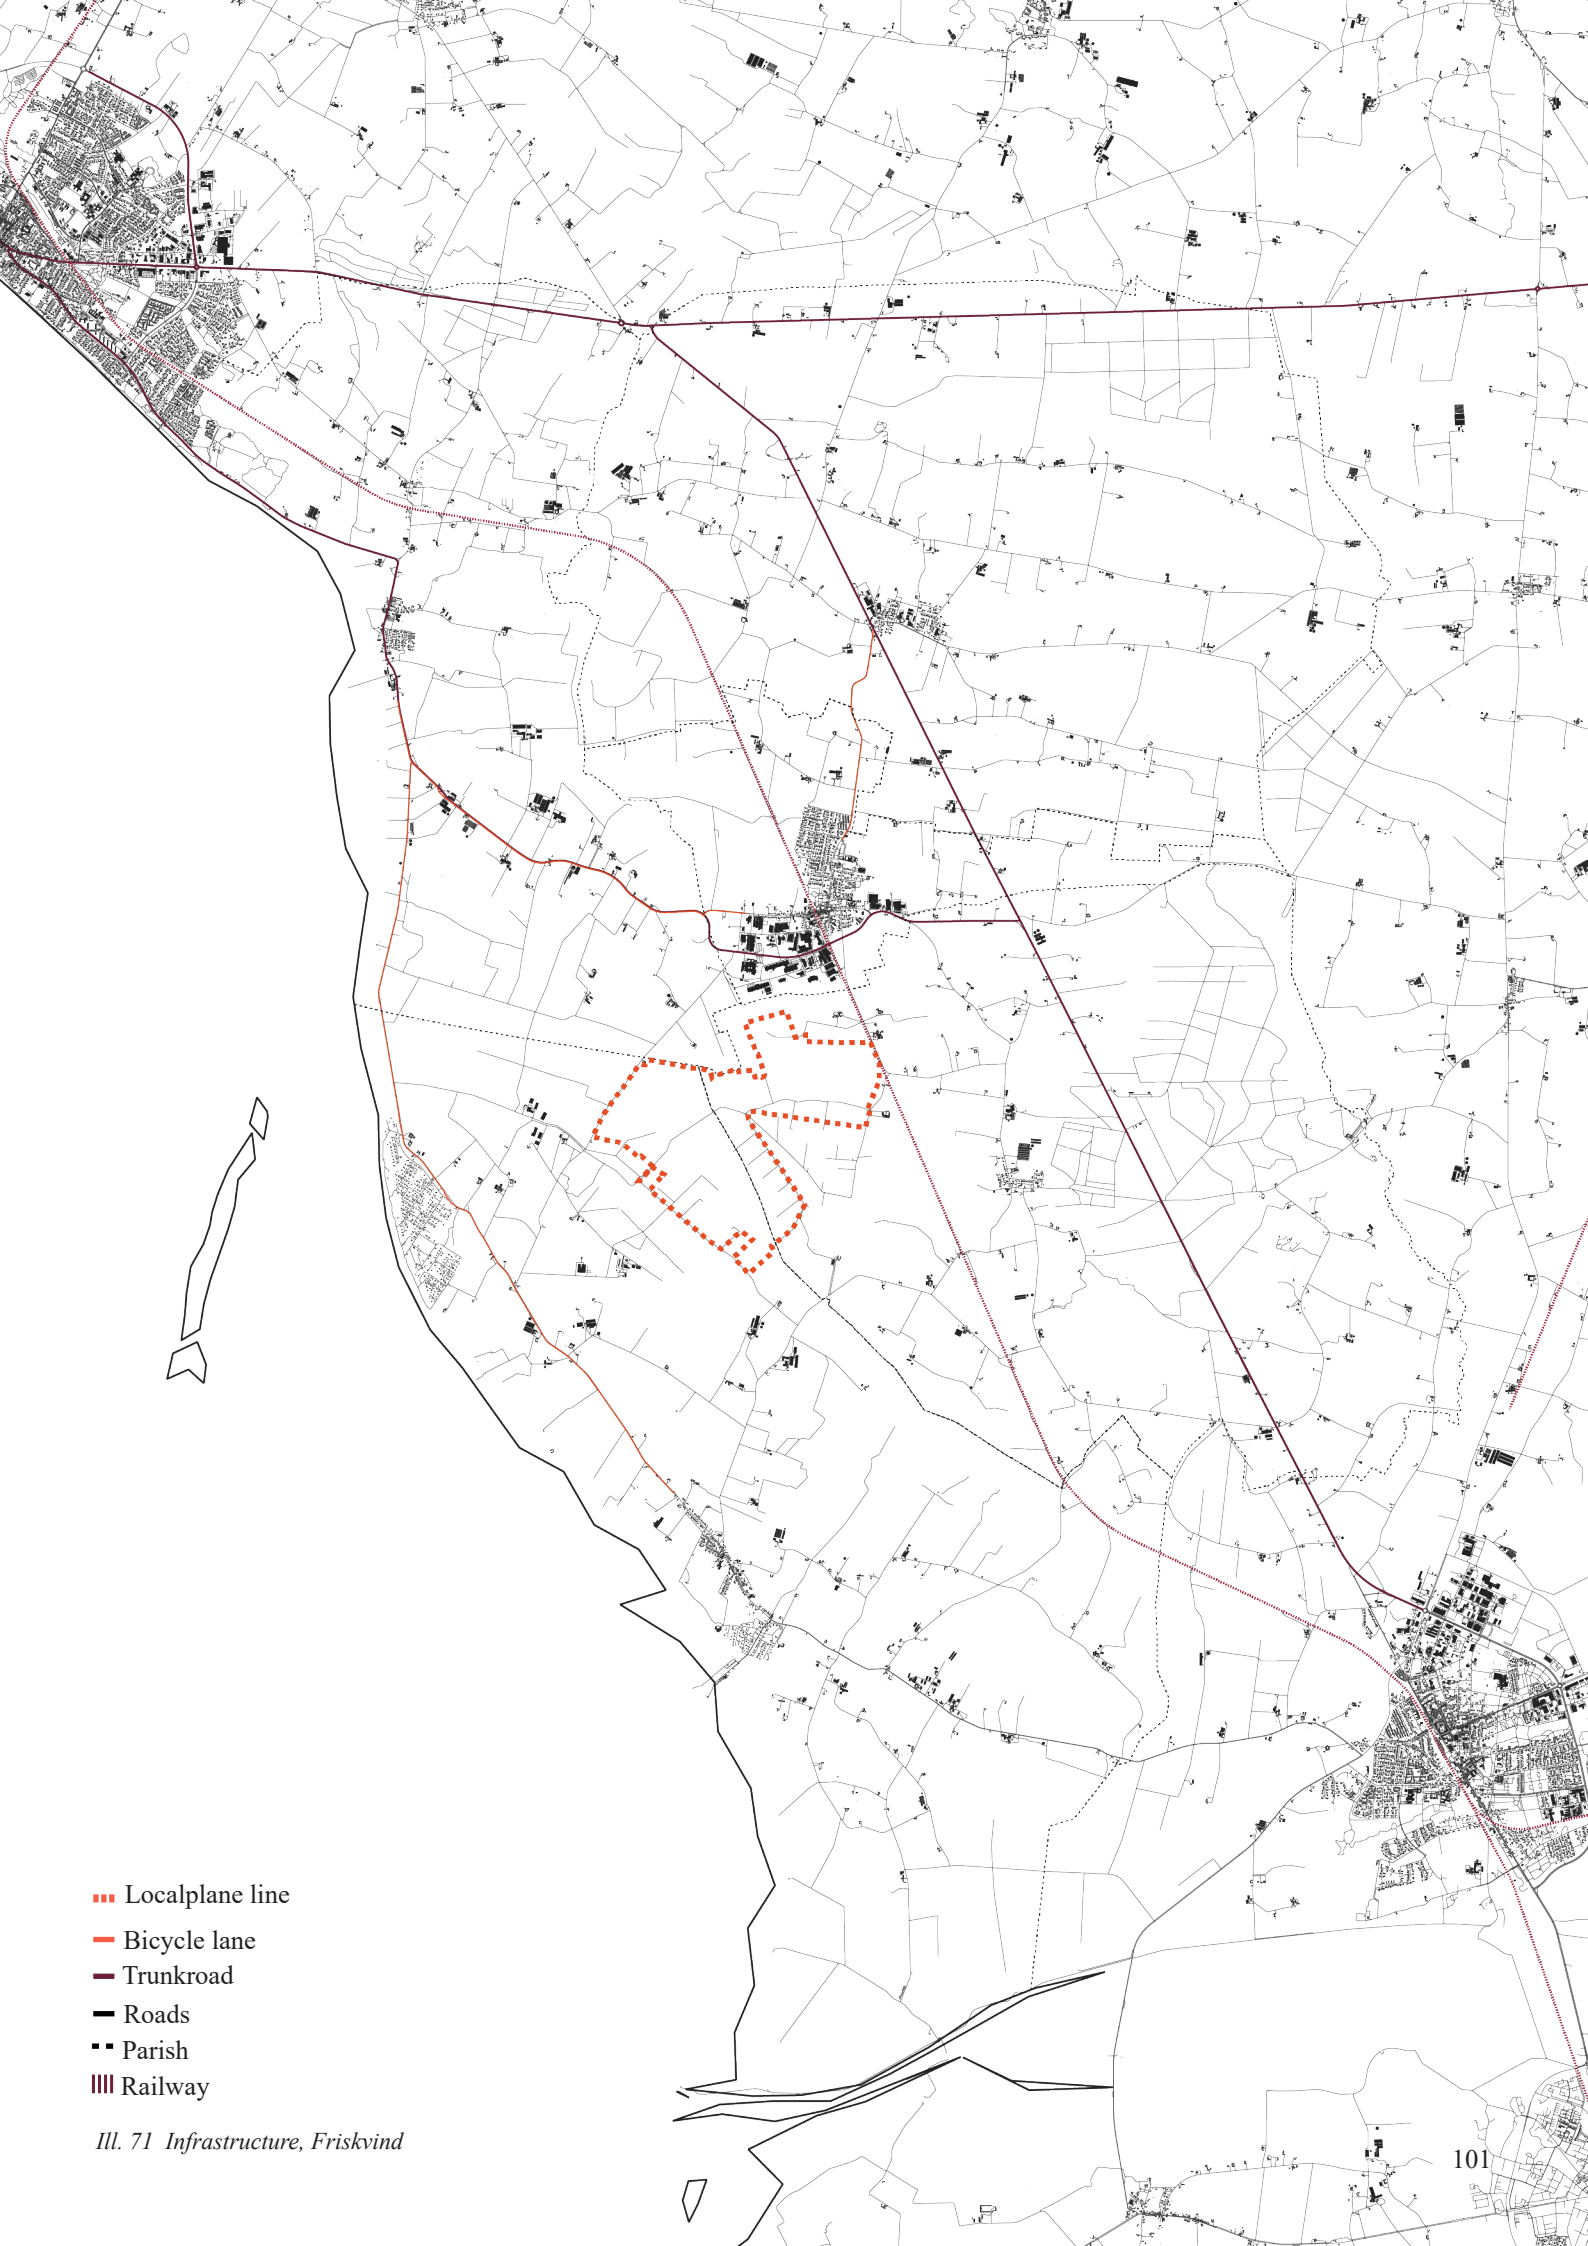 Localplane line
Bicycle lane
Trunkroad
Roads
Parish
Railway
Ill. 71 Infrastructure, Friskvind
101